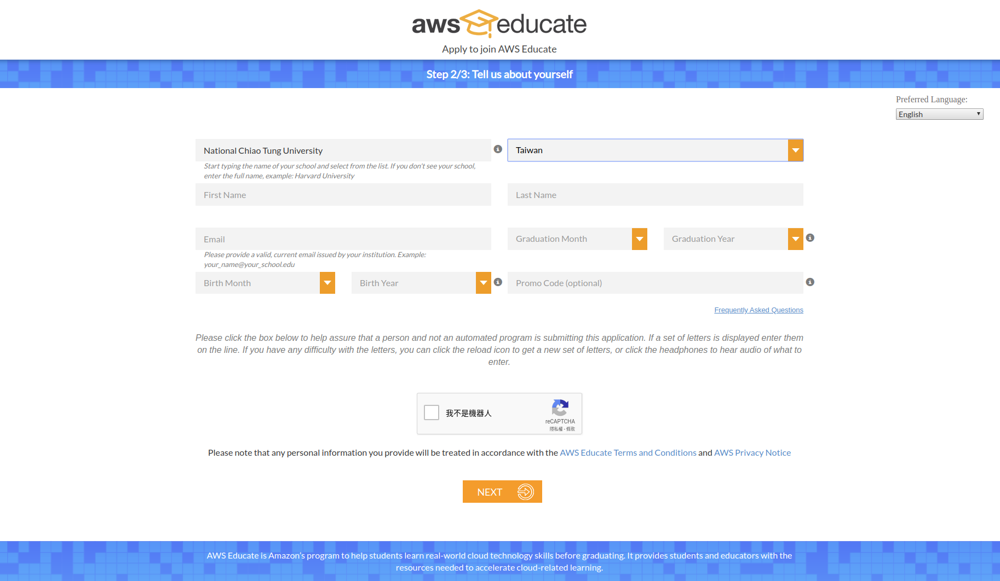 aws educate
Apply to join AWS Educate
Step 2/3: Tell us about yourself
Preferred Language:
English
National Chiao Tung University
Taiwan
Start typing the name of your school and select from the list. If you don't see your school,
enter the full name, example: Harvard University
First Name
Last Name
Email
Graduation Month
Graduation Year
Please provide a valid, current email issued by your institution. Example:
your_name@your_school.edu
Birth Month
Birth Year
Promo Code (optional)
Frequently Asked Questions
Please click the box below to help assure that a person and not an automated program is submitting this application. If a set of letters is displayed enter them
on the line. If you have any difficulty with the letters, you can click the reload icon to get a new set of letters, or click the headphones to hear audio of what to
enter.
我不是機器人
reCAPTCHA
隱私權 - 條款
Please note that any personal information you provide will be treated in accordance with the AWS Educate Terms and Conditions and AWS Privacy Notice
NEXT
AWS Educate is Amazon's program to help students learn real-world cloud technology skills before graduating. It provides students and educators with the
resources needed to accelerate cloud-related learning.